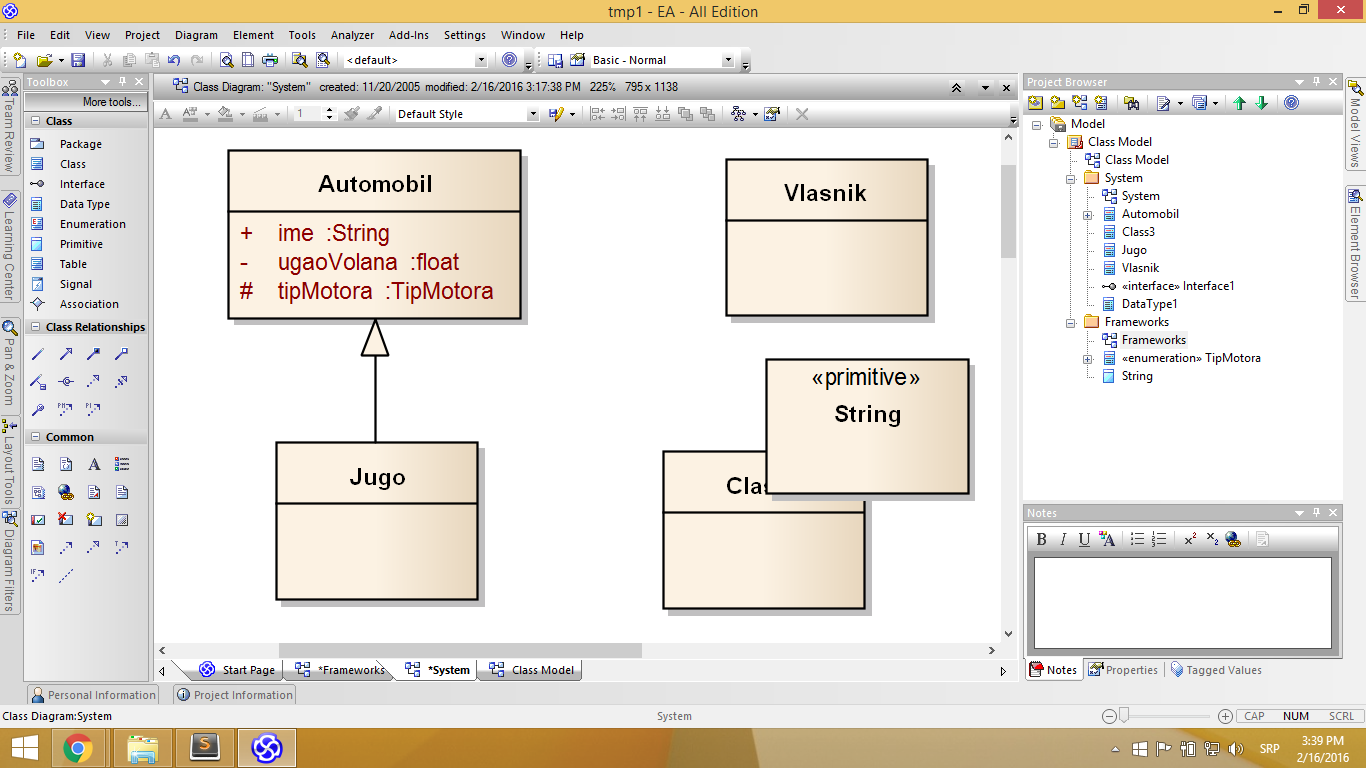 tmp1 - EA - All Edition
File Edit View Project Diagram Element Tools Analyzer Add-Ins Settings Window Help
<default> Basic - Normal
Toolbox
More tools...
Class
Package
Class
Interface
Data Type
Enumeration
Primitive
Table
Signal
Association
Class Relationships
Common
Team Review
Learning Center
Pan & Zoom
Layout Tools
Diagram Filters
Class Diagram: "System" created: 11/20/2005 modified: 2/16/2016 3:17:38 PM 225% 795 x 1138
1 Default Style
Automobil
+ ime :String
- ugaoVolana :float
# tipMotora :TipMotora
Vlasnik
«primitive»
String
Jugo
Clas
Start Page *Frameworks *System Class Model
Project Browser
Model
Class Model
Class Model
System
System
Automobil
Class3
Jugo
Vlasnik
«interface» Interface1
DataType1
Frameworks
Frameworks
«enumeration» TipMotora
String
Model Views
Element Browser
Notes
B I U A
Notes Properties Tagged Values
Personal Information Project Information
Class Diagram:System System CAP NUM SCRL
SRP
3:39 PM
2/16/2016